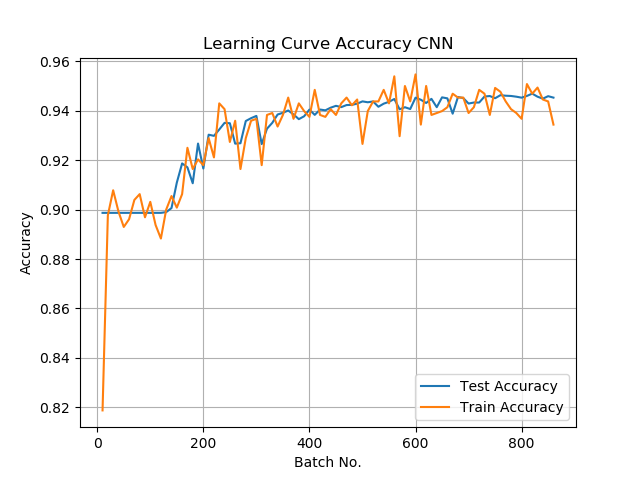 Learning Curve Accuracy CNN
0.96
0.94
0.92
0.90
0.88
0.86
0.84
0.82
Accuracy
0 200 400 600 800
Batch No.
Test Accuracy
Train Accuracy